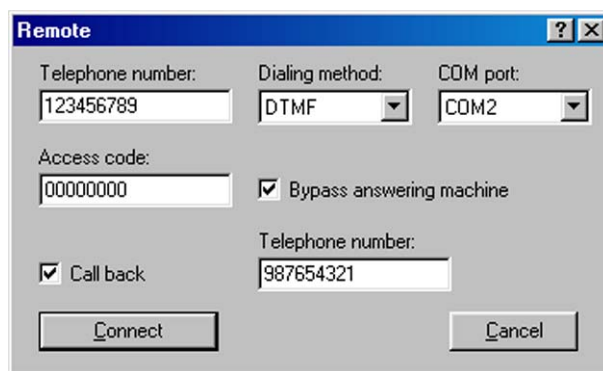 Remote
Telephone number: Dialing method: COM port:
123456789 DTMF COM2
Access code:
00000000 Bypass answering machine
Telephone number:
Call back 987654321
Connect Cancel